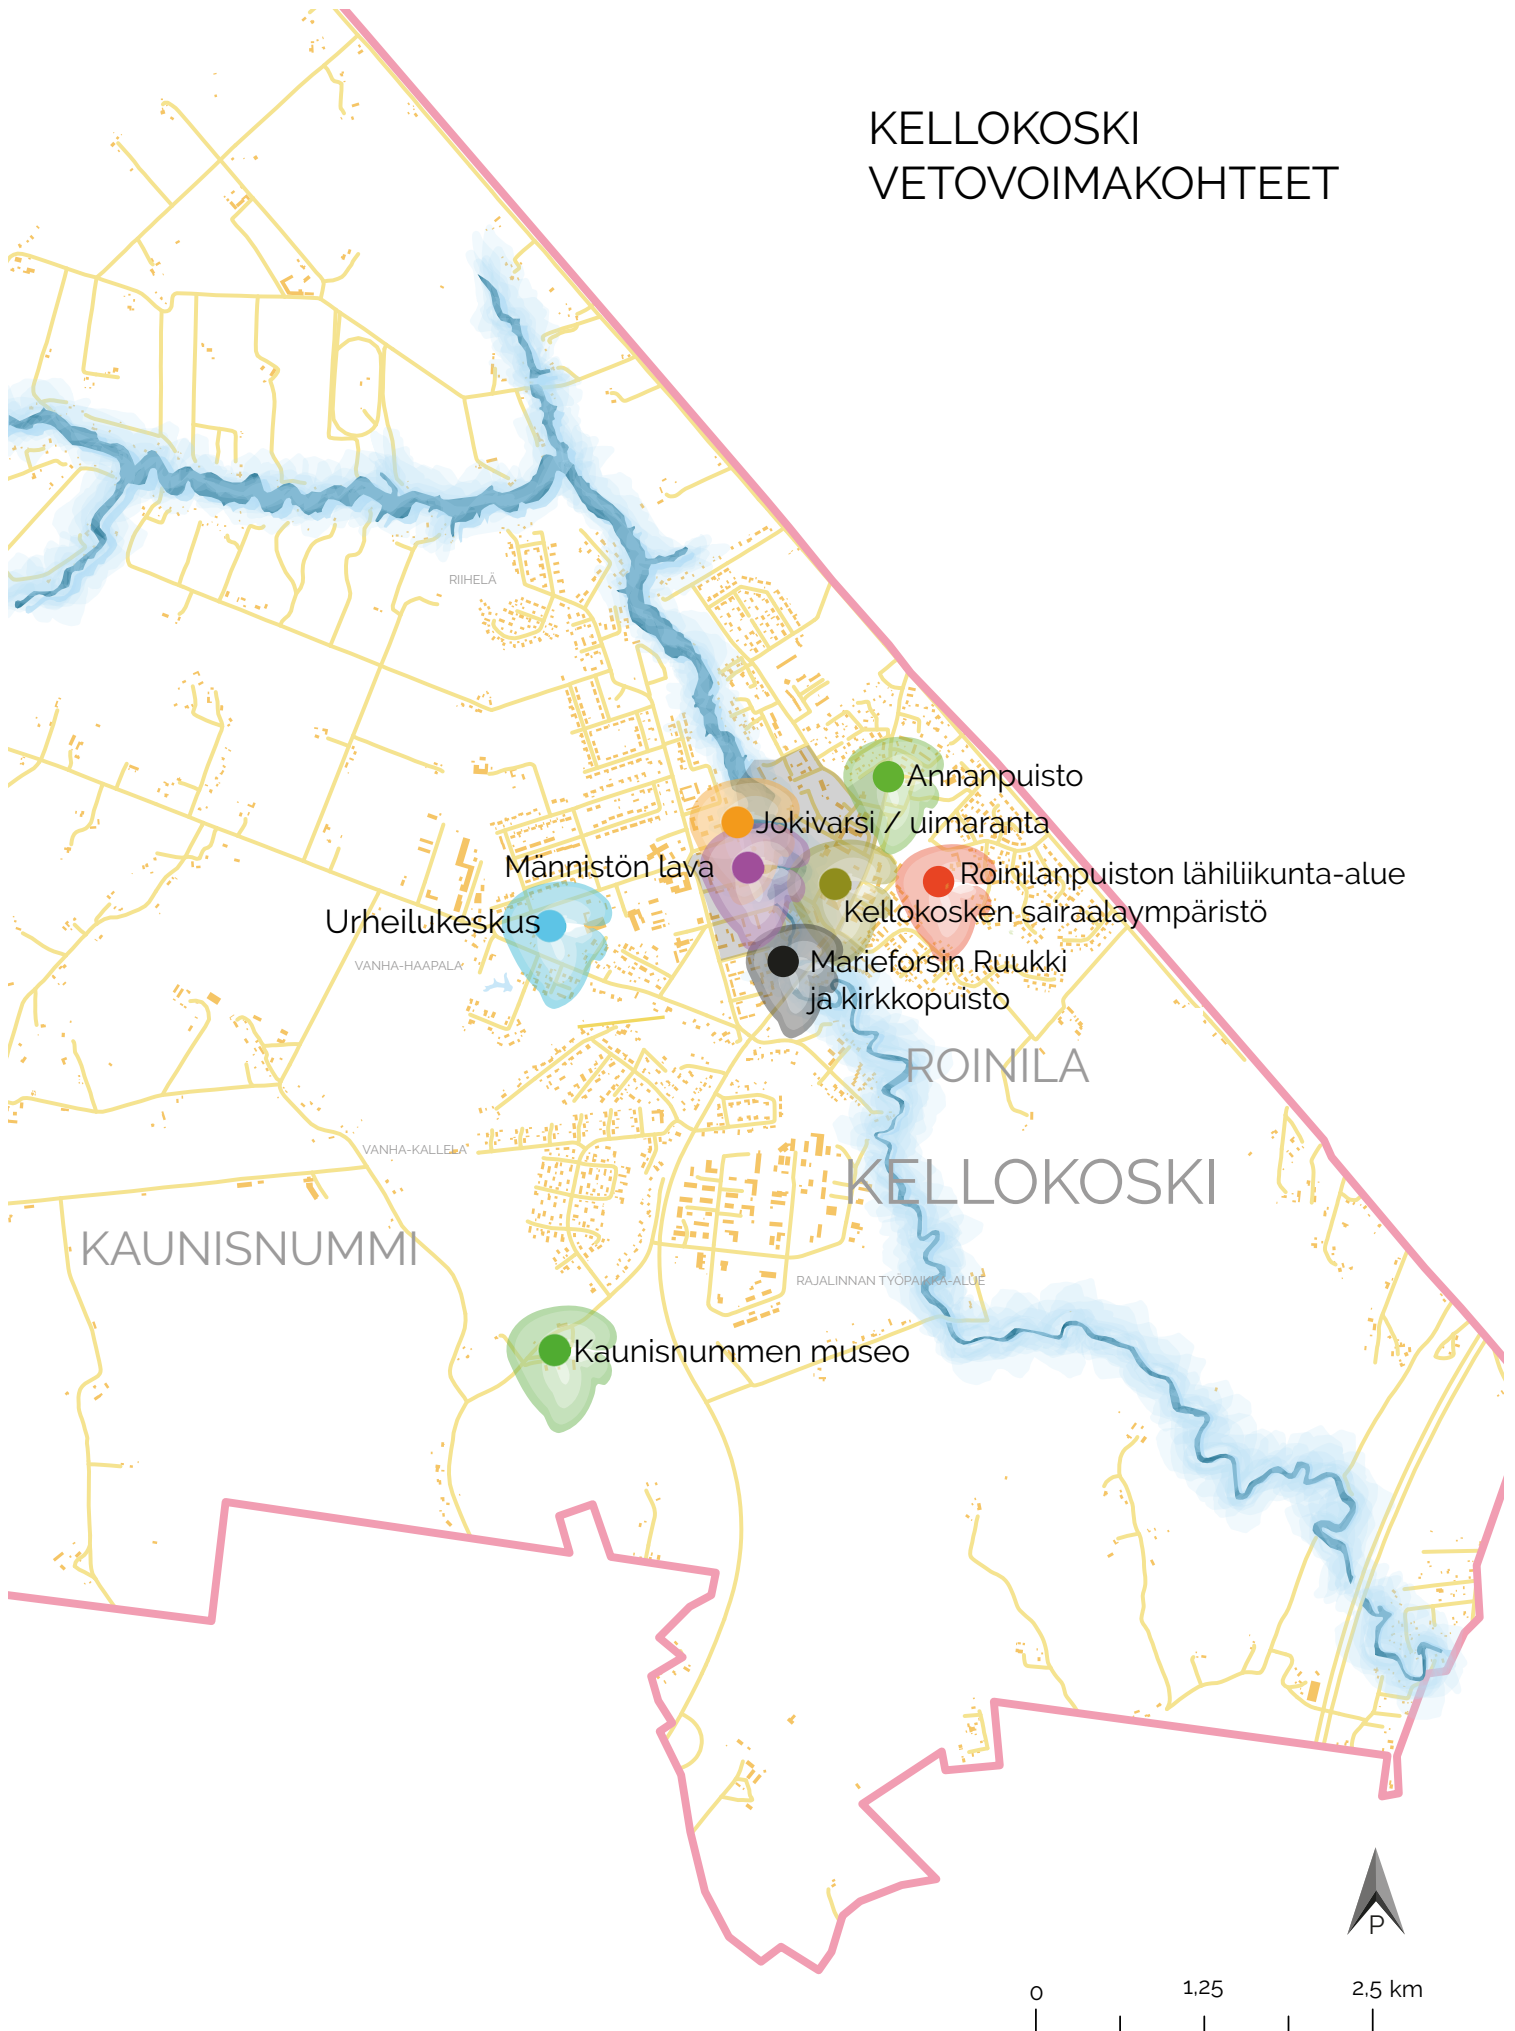 KELLOKOSKI
VETOVOIMAKOHTEET
RIIHELÄ
Annanpuisto
Jokivarsi / uimaranta
Männistön lava
Roinilanpuiston lähiliikunta-alue
Kellokosken sairaalaympäristö
Urheilukeskus
VANHA-HAAPALA
Marieforsin Ruukki
ja kirkkopuisto
ROINILA
VANHA-KALLELA
KELLOKOSKI
KAUNISNUMMI
RAJALINNAN TYÖPAIKKA-ALUE
Kaunisnummen museo
P
0 1,25 2,5 km